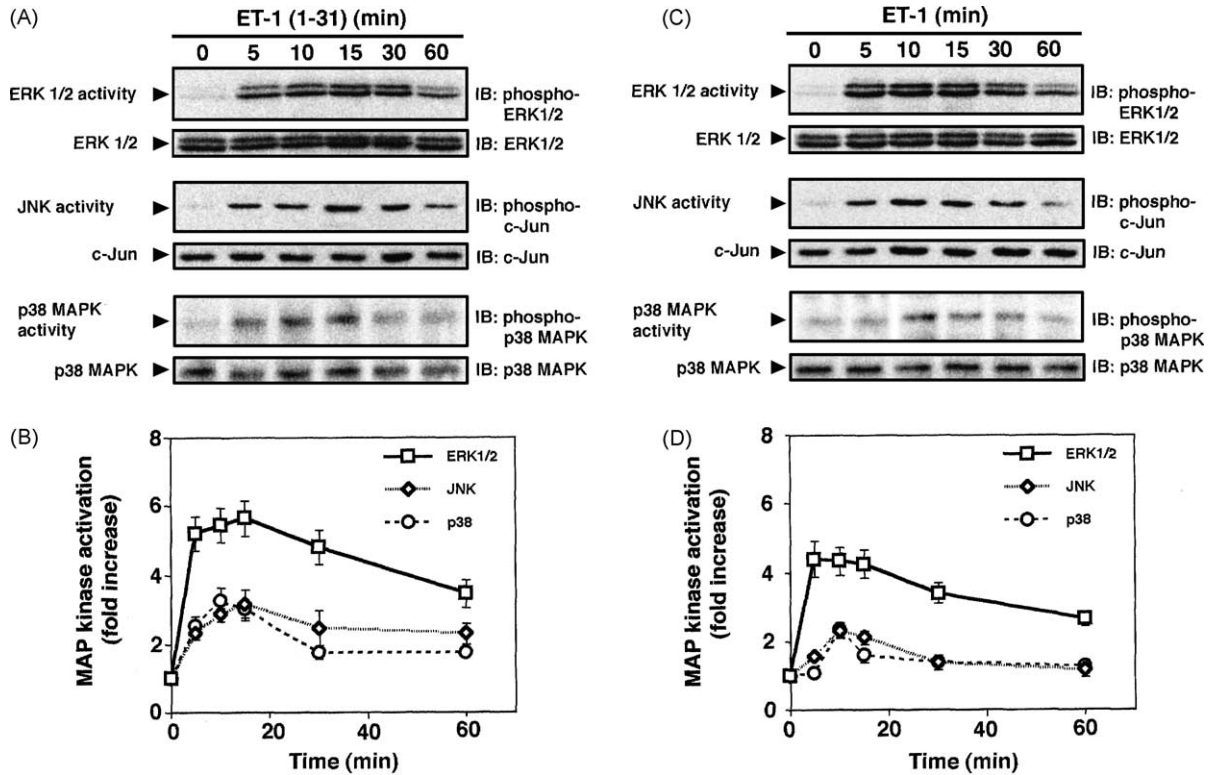 (A)
ET-1 (1-31) (min)
0 5 10 15 30 60
ERK 1/2 activity
IB: phospho-
ERK1/2
ERK 1/2
IB: ERK1/2
JNK activity
IB: phospho-
c-Jun
c-Jun
IB: c-Jun
p38 MAPK
activity
IB: phospho-
p38 MAPK
p38 MAPK
IB: p38 MAPK
(B)
8
6
4
2
0
MAP kinase activation
(fold increase)
ERK1/2
JNK
p38
0 20 40 60
Time (min)
(C)
ET-1 (min)
0 5 10 15 30 60
ERK 1/2 activity
IB: phospho-
ERK1/2
ERK 1/2
IB: ERK1/2
JNK activity
IB: phospho-
c-Jun
c-Jun
IB: c-Jun
p38 MAPK
activity
IB: phospho-
p38 MAPK
p38 MAPK
IB: p38 MAPK
(D)
8
6
4
2
0
MAP kinase activation
(fold increase)
ERK1/2
JNK
p38
0 20 40 60
Time (min)